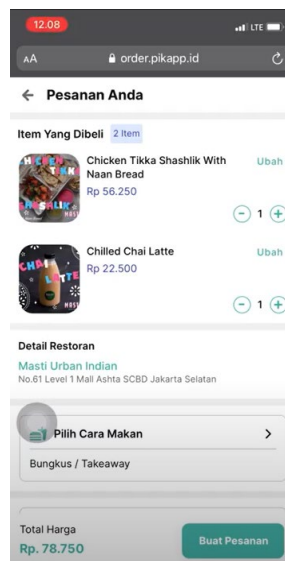 12.08
LTE
AA
order.pikapp.id
Pesanan Anda
Item Yang Dibeli
2 Item
Chicken Tikka Shashlik With
Naan Bread
Ubah
Rp 56.250
1
Chilled Chai Latte
Ubah
Rp 22.500
CHAI
LATTE
1
Detail Restoran
Masti Urban Indian
No.61 Level 1 Mall Ashta SCBD Jakarta Selatan
Pilih Cara Makan
Bungkus / Takeaway
Total Harga
Rp. 78.750
Buat Pesanan